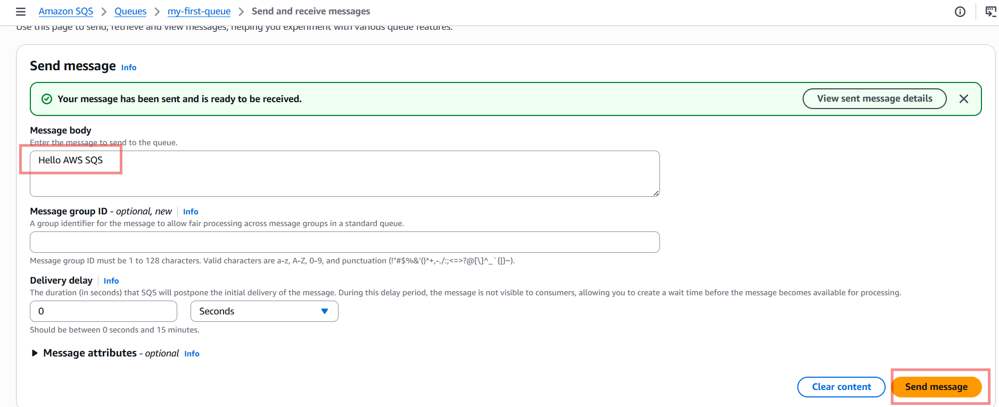 Amazon SQS > Queues > my-first-queue > Send and receive messages
Use this page to send, retrieve and view messages, helping you experiment with various queue features.
Send message Info
Your message has been sent and is ready to be received. View sent message details
Message body
Enter the message to send to the queue.
Hello AWS SQS
Message group ID - optional, new Info
A group identifier for the message to allow fair processing across message groups in a standard queue.
Message group ID must be 1 to 128 characters. Valid characters are a-z, A-Z, 0-9, and punctuation (!"#$%&'()*+,-./:;<=>?@[\]^_`{|}~).
Delivery delay Info
The duration (in seconds) that SQS will postpone the initial delivery of the message. During this delay period, the message is not visible to consumers, allowing you to create a wait time before the message becomes available for processing.
0 Seconds
Should be between 0 seconds and 15 minutes.
Message attributes - optional Info
Clear content Send message